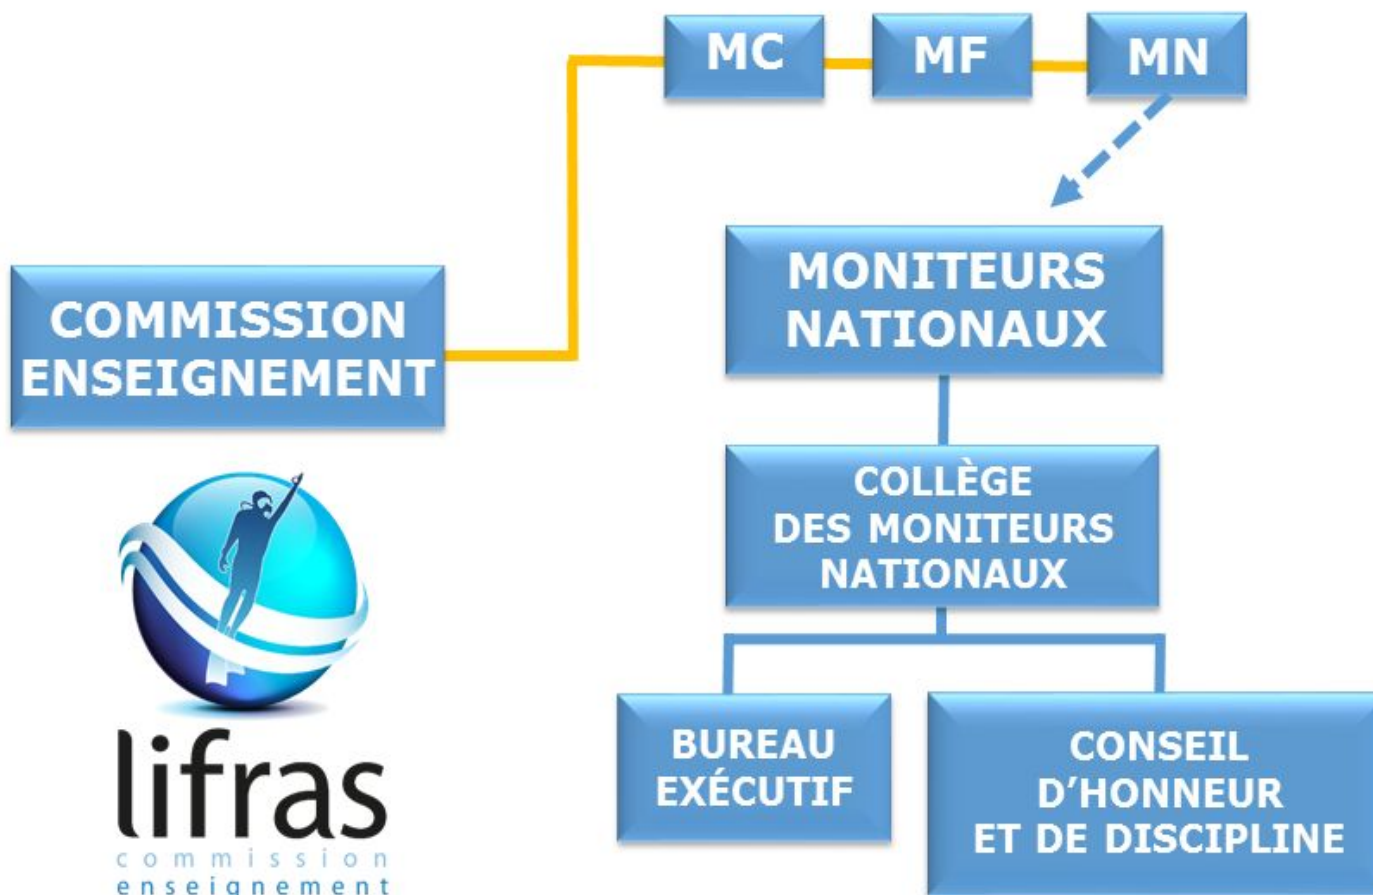 MC
MF
MN
MONITEURS
NATIONAUX
COMMISSION
ENSEIGNEMENT
COLLÈGE
DES MONITEURS
NATIONAUX
BUREAU
EXÉCUTIF
CONSEIL
D’HONNEUR
ET DE DISCIPLINE
lifras
commission
enseignement